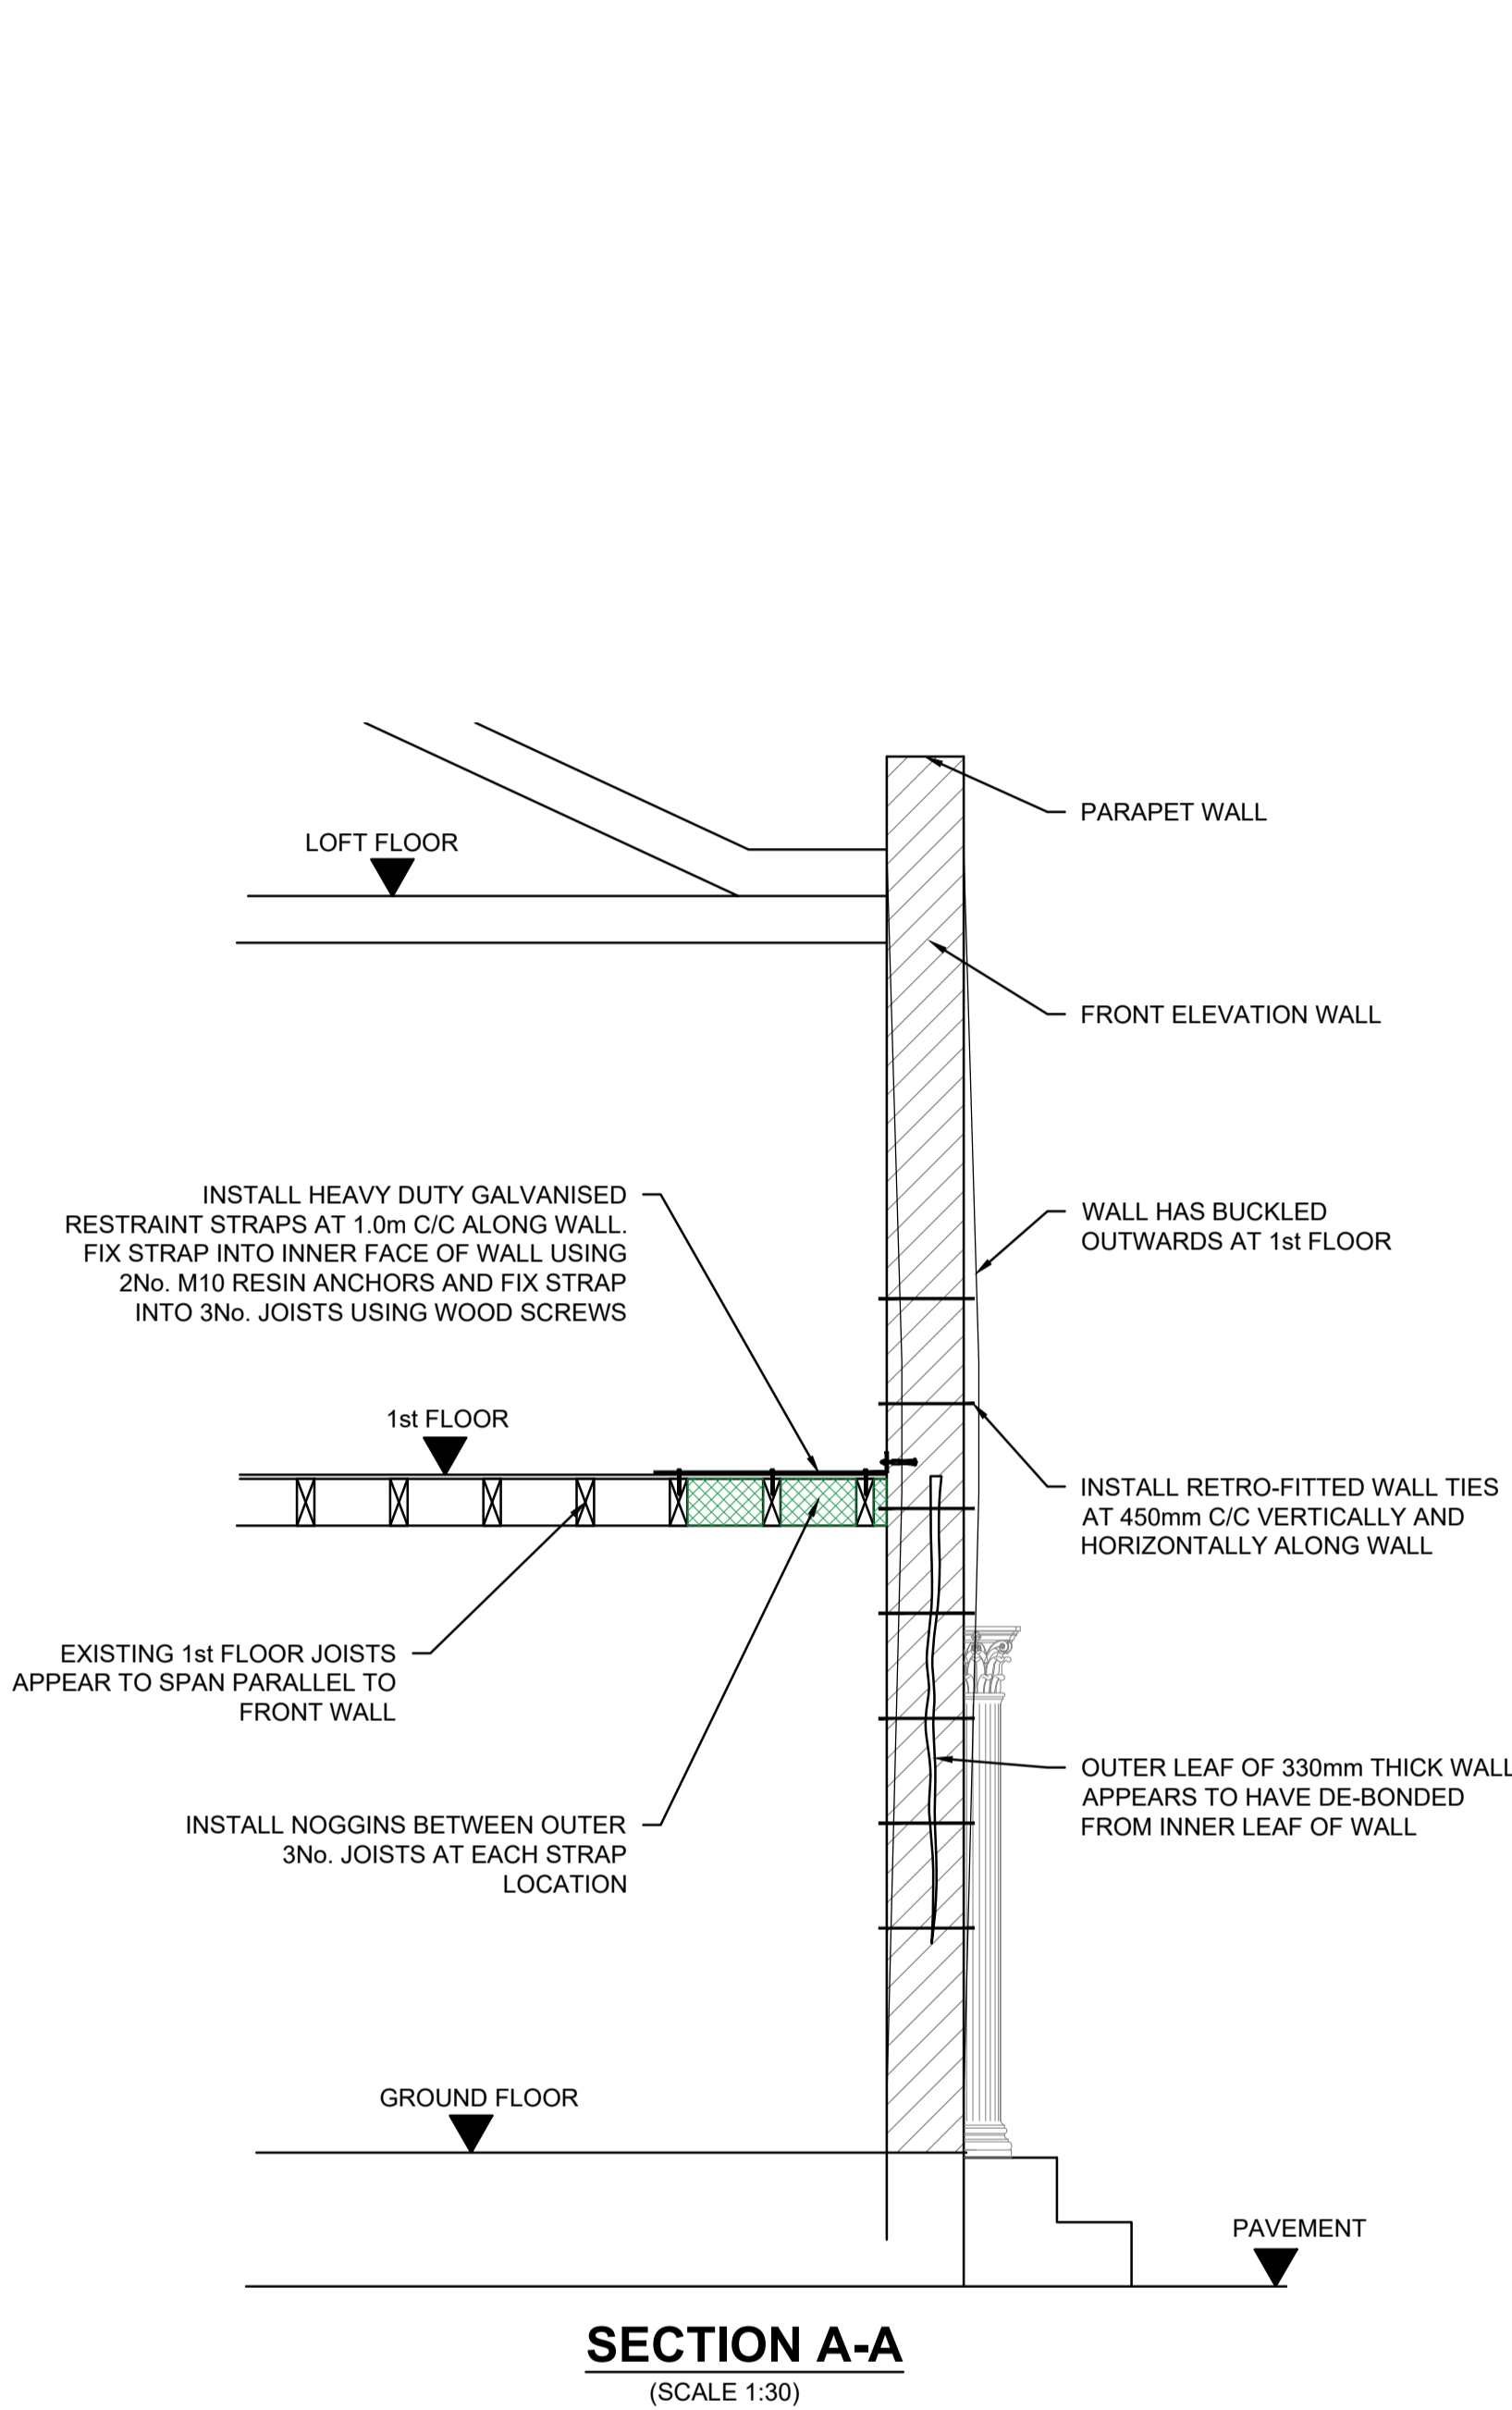 LOFT FLOOR
PARAPET WALL
FRONT ELEVATION WALL
INSTALL HEAVY DUTY GALVANISED
RESTRAINT STRAPS AT 1.0m C/C ALONG WALL.
FIX STRAP INTO INNER FACE OF WALL USING
2No. M10 RESIN ANCHORS AND FIX STRAP
INTO 3No. JOISTS USING WOOD SCREWS
WALL HAS BUCKLED
OUTWARDS AT 1st FLOOR
1st FLOOR
INSTALL RETRO-FITTED WALL TIES
AT 450mm C/C VERTICALLY AND
HORIZONTALLY ALONG WALL
EXISTING 1st FLOOR JOISTS
APPEAR TO SPAN PARALLEL TO
FRONT WALL
OUTER LEAF OF 330mm THICK WALL
APPEARS TO HAVE DE-BONDED
FROM INNER LEAF OF WALL
INSTALL NOGGINS BETWEEN OUTER
3No. JOISTS AT EACH STRAP
LOCATION
GROUND FLOOR
PAVEMENT
SECTION A-A
(SCALE 1:30)